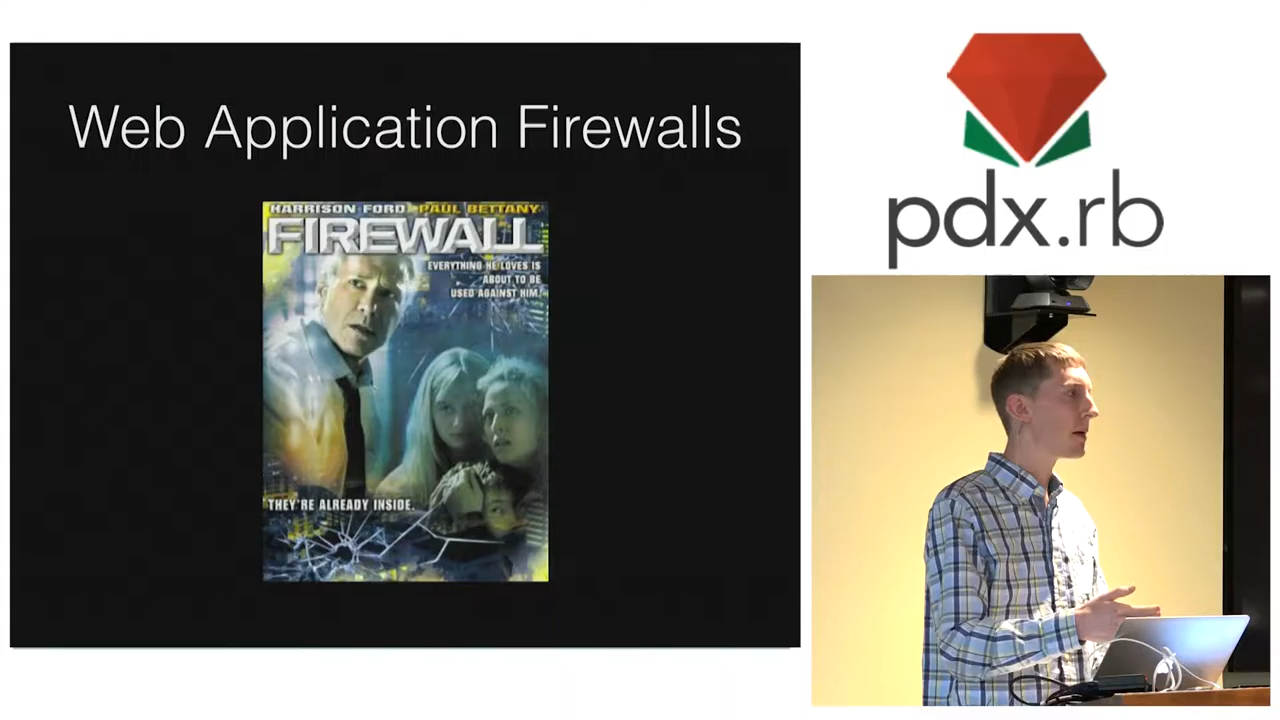 Web Application Firewalls
HARRISON FORD PAUL BETTANY
FIREWALL
EVERYTHING HE LOVES IS
ABOUT TO BE
USED AGAINST HIM.
THEY'RE ALREADY INSIDE.
pdx.rb